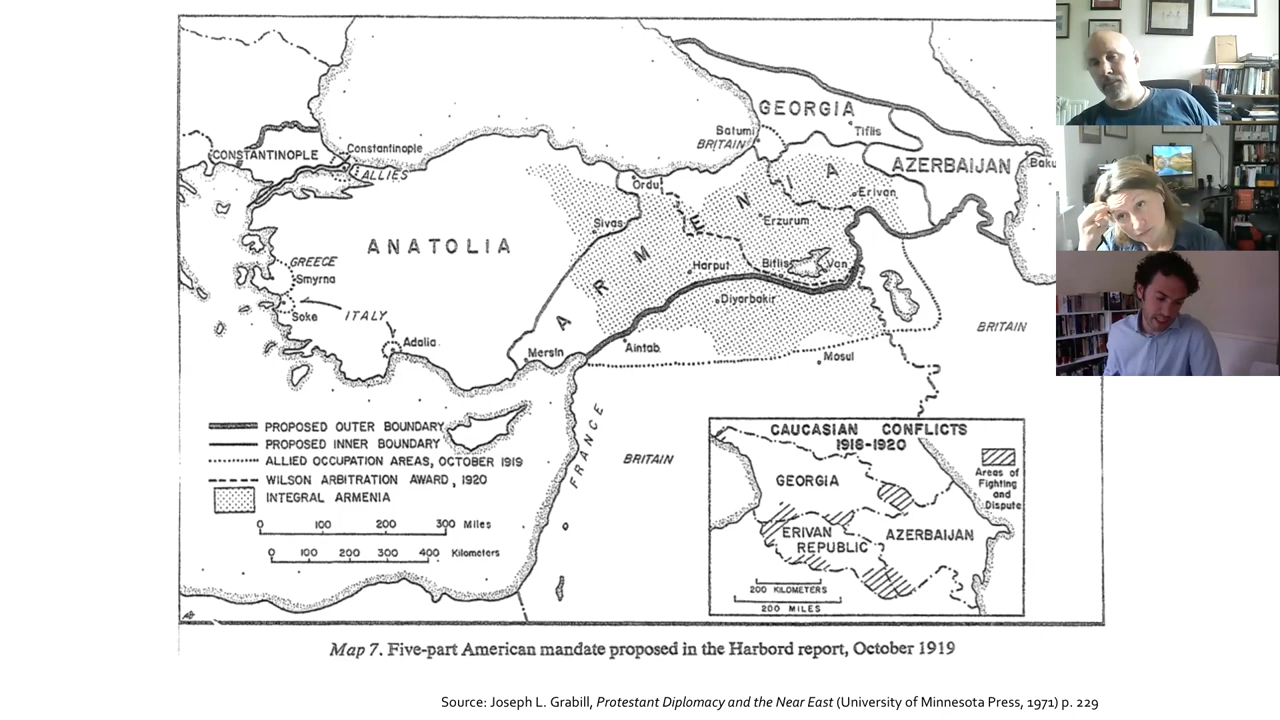 GEORGIA
Batumi
BRITAIN
Tiflis
Constantinople
CONSTANTINOPLE
ALLIES
AZERBAIJAN
Baku
Ordu
ARMENIA
Erivan
Sivas
Erzurum
ANATOLIA
GREECE
Smyrna
Harput
Bitlis
Van
Diyarbakir
Soke
ITALY
BRITAIN
Adalia
Mersin
Aintab
Mosul
FRANCE
BRITAIN
PROPOSED OUTER BOUNDARY
PROPOSED INNER BOUNDARY
ALLIED OCCUPATION AREAS, OCTOBER 1919
WILSON ARBITRATION AWARD, 1920
INTEGRAL ARMENIA
0 100 200 300 Miles
0 100 200 300 400 Kilometers
CAUCASIAN CONFLICTS
1918-1920
Areas of
Fighting
and
Dispute
GEORGIA
ERIVAN
REPUBLIC
AZERBAIJAN
200 KILOMETERS
200 MILES
Map 7. Five-part American mandate proposed in the Harbord report, October 1919
Source: Joseph L. Grabill, Protestant Diplomacy and the Near East (University of Minnesota Press, 1971) p. 229